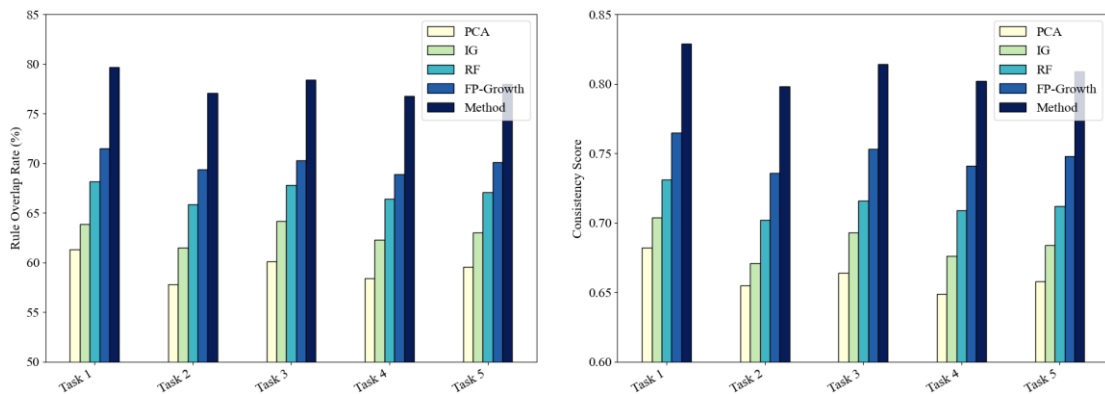 85
80
75
70
65
60
55
50
Rule Overlap Rate (%)
PCA
IG
RF
FP-Growth
Method
Task 1
Task 2
Task 3
Task 4
Task 5
0.85
0.80
0.75
0.70
0.65
0.60
Consistency Score
PCA
IG
RF
FP-Growth
Method
Task 1
Task 2
Task 3
Task 4
Task 5